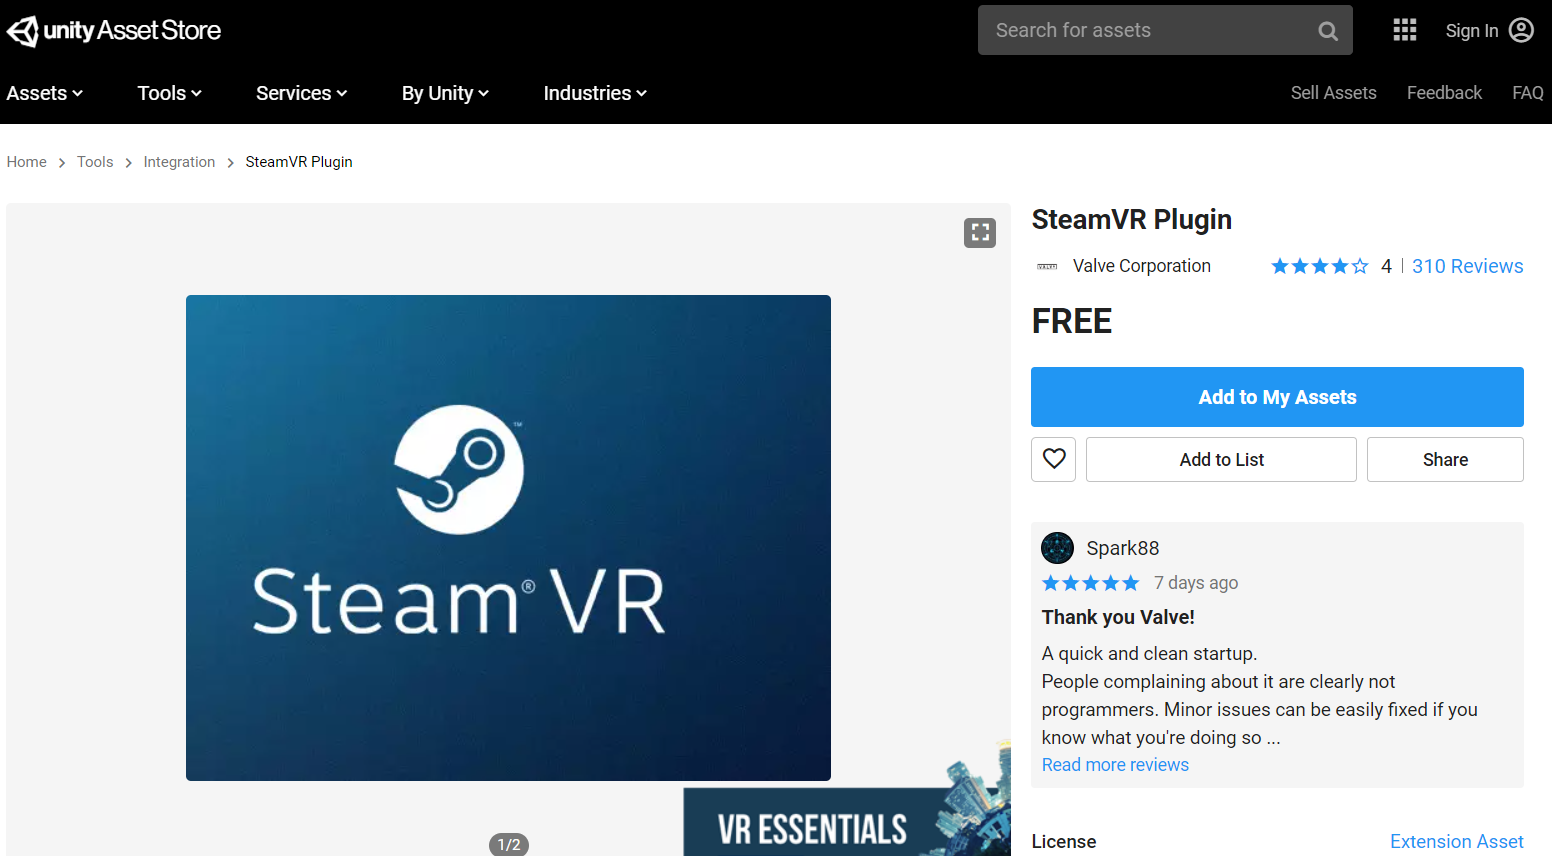 unity Asset Store
Search for assets
Sign In
Assets
Tools
Services
By Unity
Industries
Sell Assets
Feedback
FAQ
Home > Tools > Integration > SteamVR Plugin
SteamVR Plugin
VALVE
Valve Corporation
4 | 310 Reviews
FREE
Add to My Assets
Add to List
Share
Steam® VR
™
Spark88
7 days ago
Thank you Valve!
A quick and clean startup.
People complaining about it are clearly not
programmers. Minor issues can be easily fixed if you
know what you're doing so ...
Read more reviews
VR ESSENTIALS
1/2
License
Extension Asset